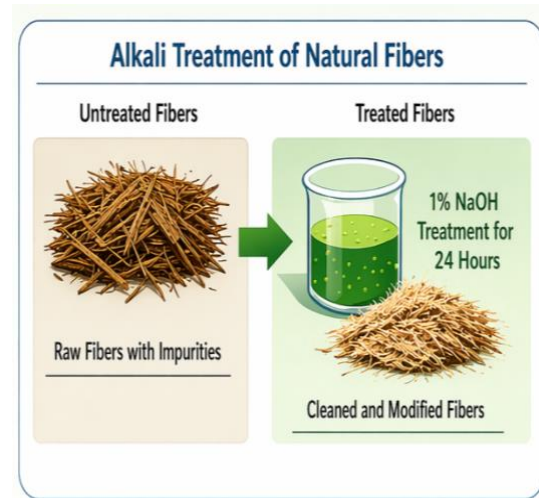 Alkali Treatment of Natural Fibers
Untreated Fibers
Raw Fibers with Impurities
Treated Fibers
1% NaOH
Treatment for
24 Hours
Cleaned and Modified Fibers